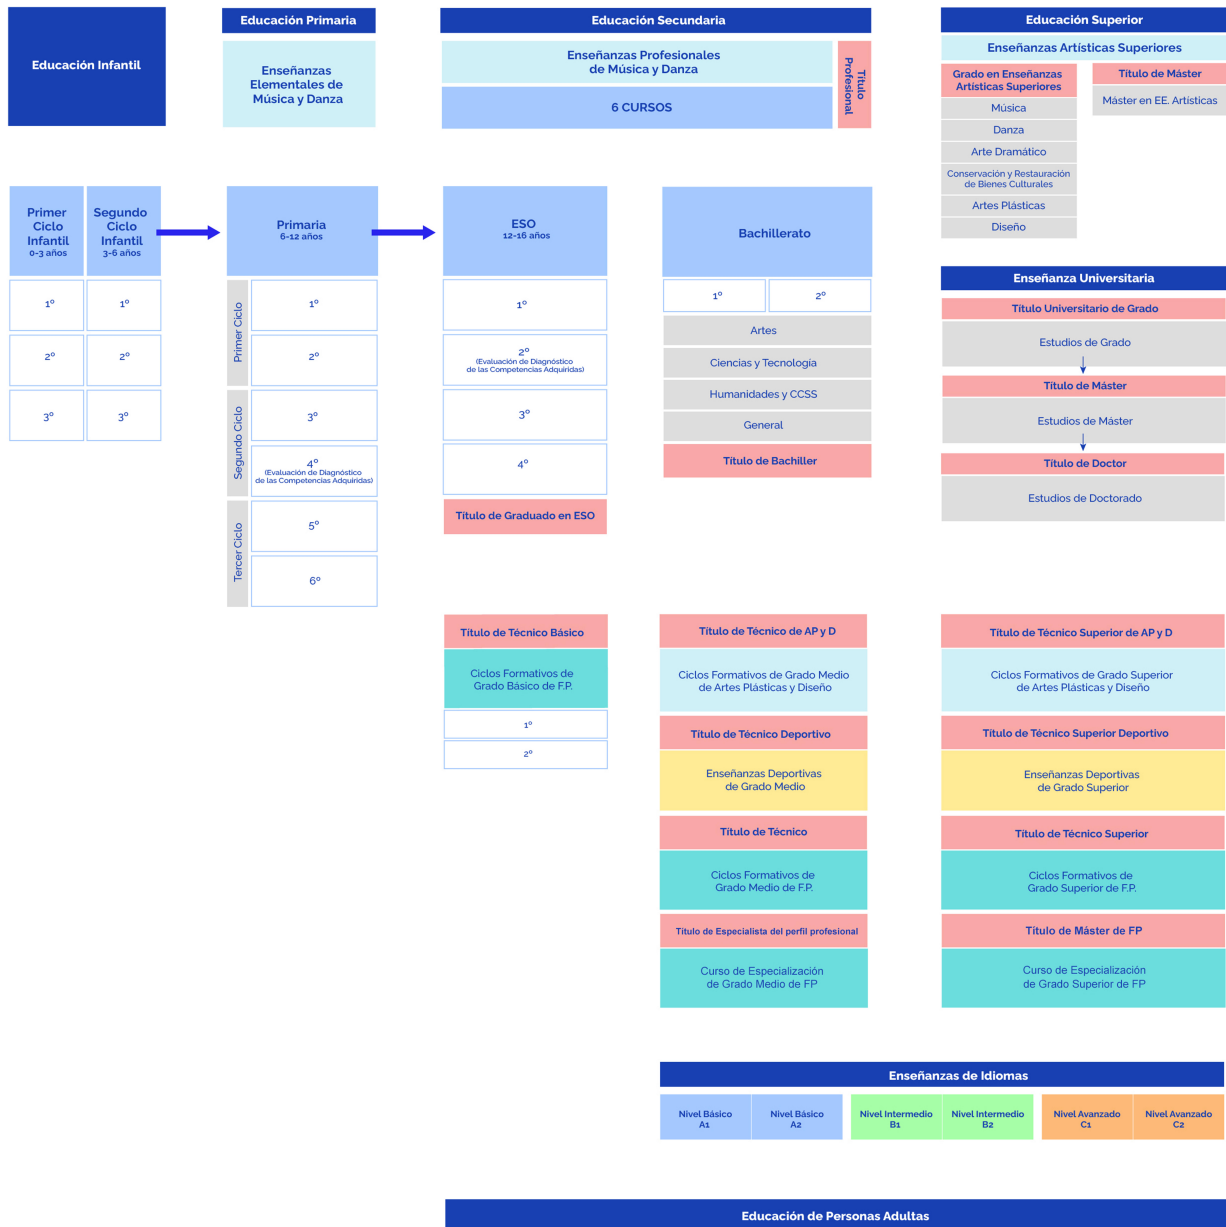 Educación Infantil
Educación Primaria
Enseñanzas
Elementales de
Música y Danza
Educación Secundaria
Enseñanzas Profesionales
de Música y Danza
6 CURSOS
Título
Profesional
Educación Superior
Enseñanzas Artísticas Superiores
Grado en Enseñanzas
Artísticas Superiores
Música
Danza
Arte Dramático
Conservación y Restauración
de Bienes Culturales
Artes Plásticas
Diseño
Título de Máster
Máster en EE. Artísticas
Primer
Ciclo
Infantil
0-3 años
1º
2º
3º
Segundo
Ciclo
Infantil
3-6 años
1º
2º
3º
Primaria
6-12 años
Primer Ciclo
1º
2º
Segundo Ciclo
3º
4º
(Evaluación de Diagnóstico
de las Competencias Adquiridas)
Tercer Ciclo
5º
6º
ESO
12-16 años
1º
2º
(Evaluación de Diagnóstico
de las Competencias Adquiridas)
3º
4º
Título de Graduado en ESO
Bachillerato
1º
2º
Artes
Ciencias y Tecnología
Humanidades y CCSS
General
Título de Bachiller
Enseñanza Universitaria
Título Universitario de Grado
Estudios de Grado
Título de Máster
Estudios de Máster
Título de Doctor
Estudios de Doctorado
Título de Técnico Básico
Ciclos Formativos de
Grado Básico de F.P.
1º
2º
Título de Técnico de AP y D
Ciclos Formativos de Grado Medio
de Artes Plásticas y Diseño
Título de Técnico Deportivo
Enseñanzas Deportivas
de Grado Medio
Título de Técnico
Ciclos Formativos de
Grado Medio de F.P.
Título de Especialista del perfil profesional
Curso de Especialización
de Grado Medio de FP
Título de Técnico Superior de AP y D
Ciclos Formativos de Grado Superior
de Artes Plásticas y Diseño
Título de Técnico Superior Deportivo
Enseñanzas Deportivas
de Grado Superior
Título de Técnico Superior
Ciclos Formativos de
Grado Superior de F.P.
Título de Máster de FP
Curso de Especialización
de Grado Superior de FP
Enseñanzas de Idiomas
Nivel Básico
A1
Nivel Básico
A2
Nivel Intermedio
B1
Nivel Intermedio
B2
Nivel Avanzado
C1
Nivel Avanzado
C2
Educación de Personas Adultas